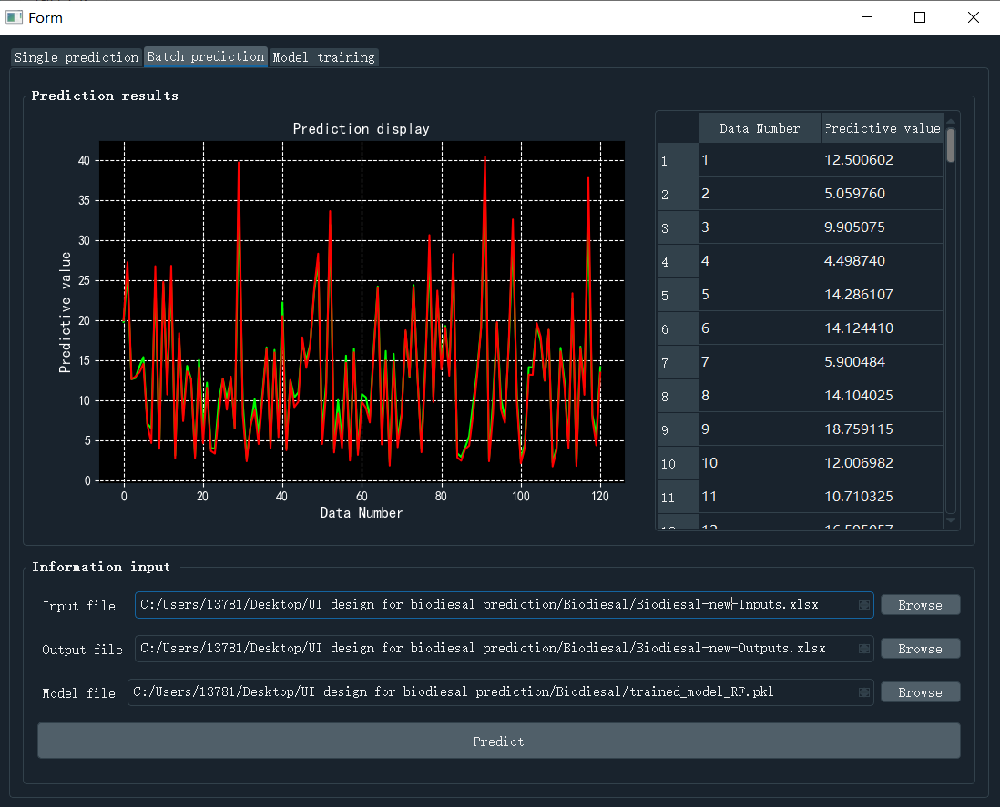 Form
Single prediction Batch prediction Model training
Prediction results
Prediction display
40
35
30
25
20
15
10
5
0
Predictive value
0 20 40 60 80 100 120
Data Number
Data Number Predictive value
1 1 12.500602
2 2 5.059760
3 3 9.905075
4 4 4.498740
5 5 14.286107
6 6 14.124410
7 7 5.900484
8 8 14.104025
9 9 18.759115
10 10 12.006982
11 11 10.710325
Information input
Input file C:/Users/13781/Desktop/UI design for biodiesal prediction/Biodiesal/Biodiesal-new-Inputs.xlsx Browse
Output file C:/Users/13781/Desktop/UI design for biodiesal prediction/Biodiesal/Biodiesal-new-Outputs.xlsx Browse
Model file C:/Users/13781/Desktop/UI design for biodiesal prediction/Biodiesal/trained_model_RF.pkl Browse
Predict